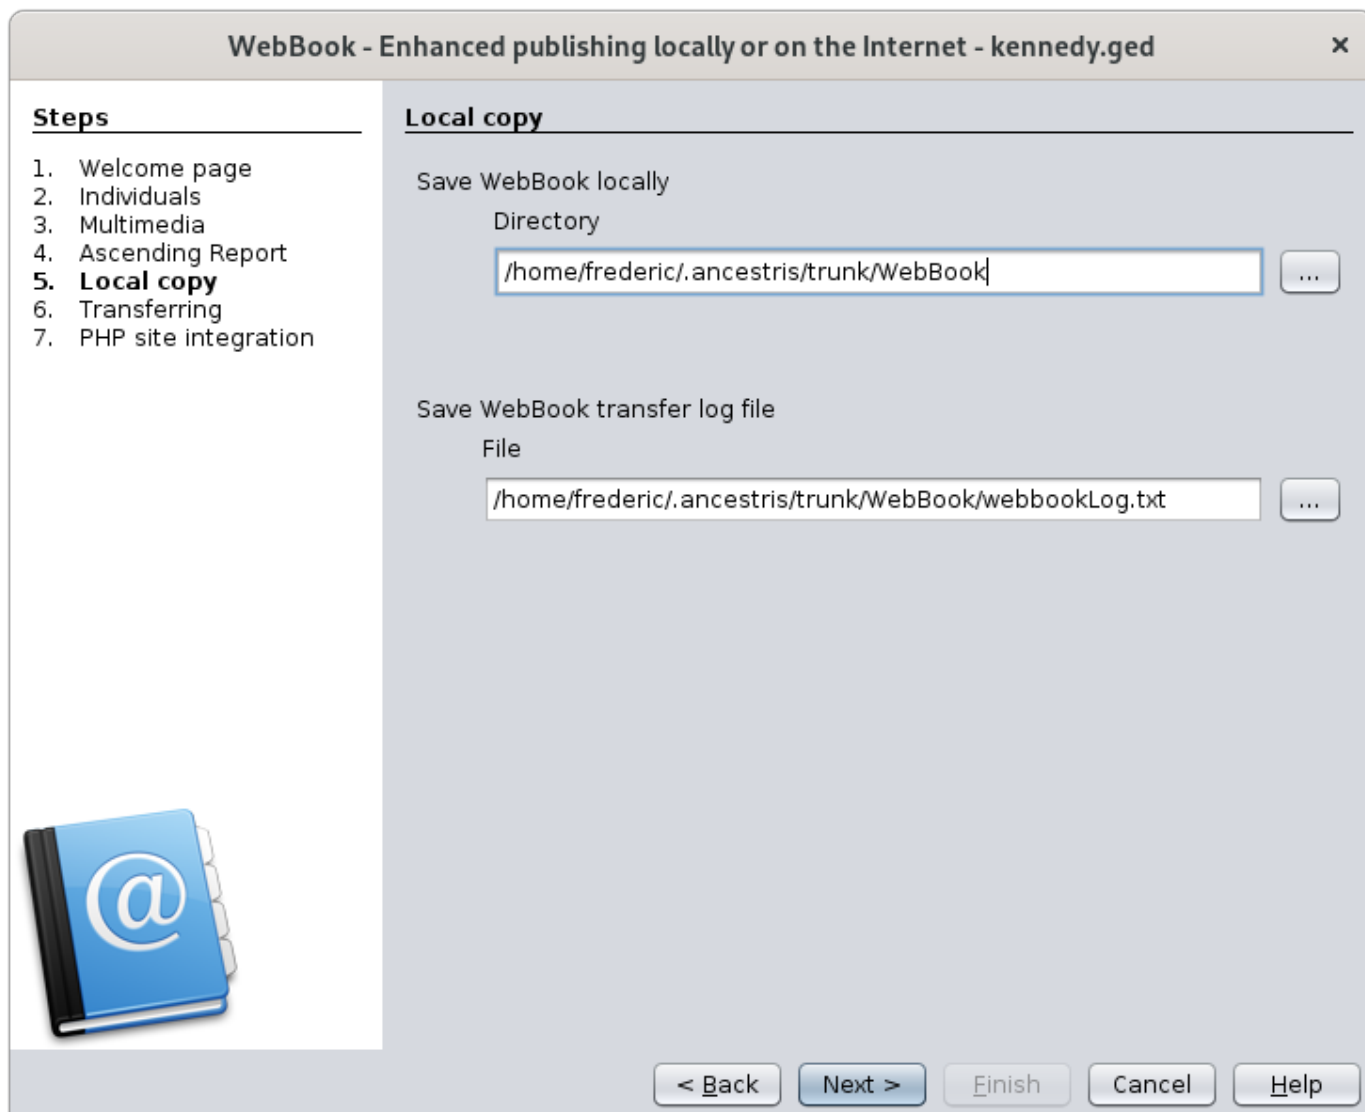 WebBook - Enhanced publishing locally or on the Internet - kennedy.ged
×
Steps
1. Welcome page
2. Individuals
3. Multimedia
4. Ascending Report
5. Local copy
6. Transferring
7. PHP site integration
@
Local copy
Save WebBook locally
Directory
/home/frederic/.ancestris/trunk/WebBook
...
Save WebBook transfer log file
File
/home/frederic/.ancestris/trunk/WebBook/webbookLog.txt
...
< Back Next > Finish Cancel Help